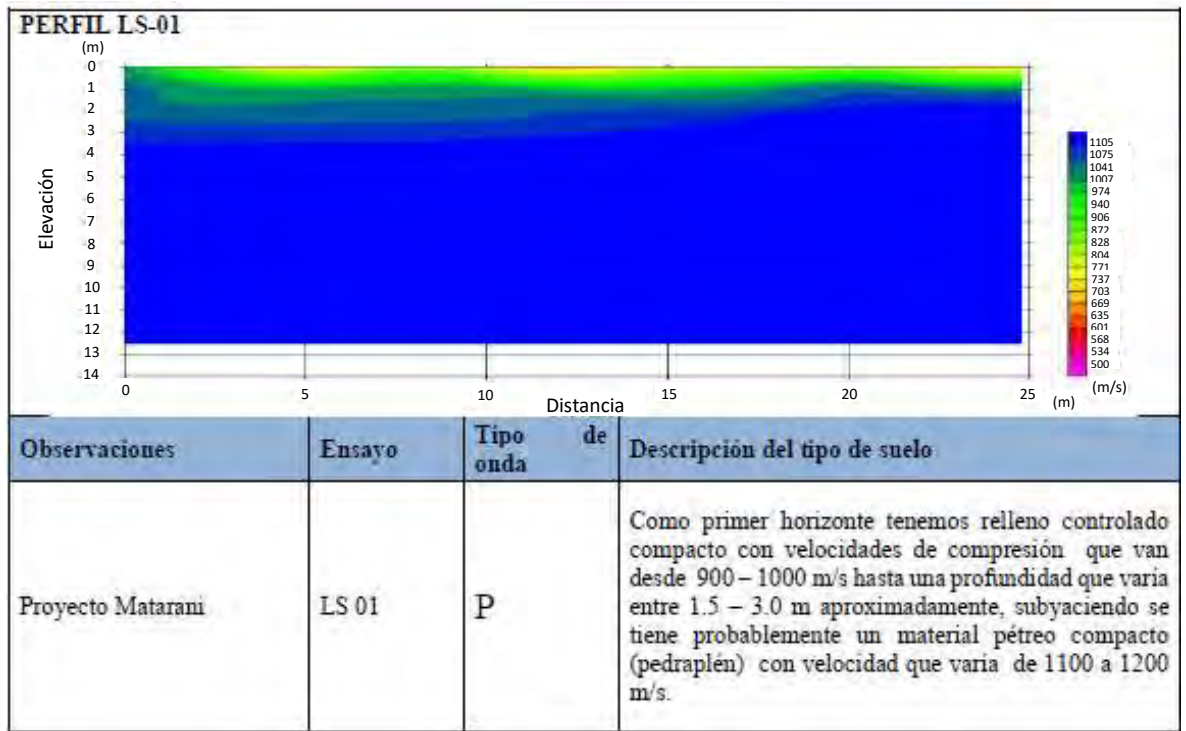 PERFIL LS-01
(m)
0
1
2
3
4
5
6
7
8
9
10
11
12
13
14
Elevación
0
5
10
15
20
25
Distancia
(m)
1105
1075
1041
1007
974
940
906
872
828
804
771
737
703
669
635
601
568
534
500
(m/s)
Observaciones
Ensayo
Tipo de
onda
Descripción del tipo de suelo
Proyecto Matarani
LS 01
P
Como primer horizonte tenemos relleno controlado
compacto con velocidades de compresión que van
desde 900 – 1000 m/s hasta una profundidad que varia
entre 1.5 – 3.0 m aproximadamente, subyaciendo se
tiene probablemente un material pétreo compacto
(pedraplén) con velocidad que varia de 1100 a 1200
m/s.